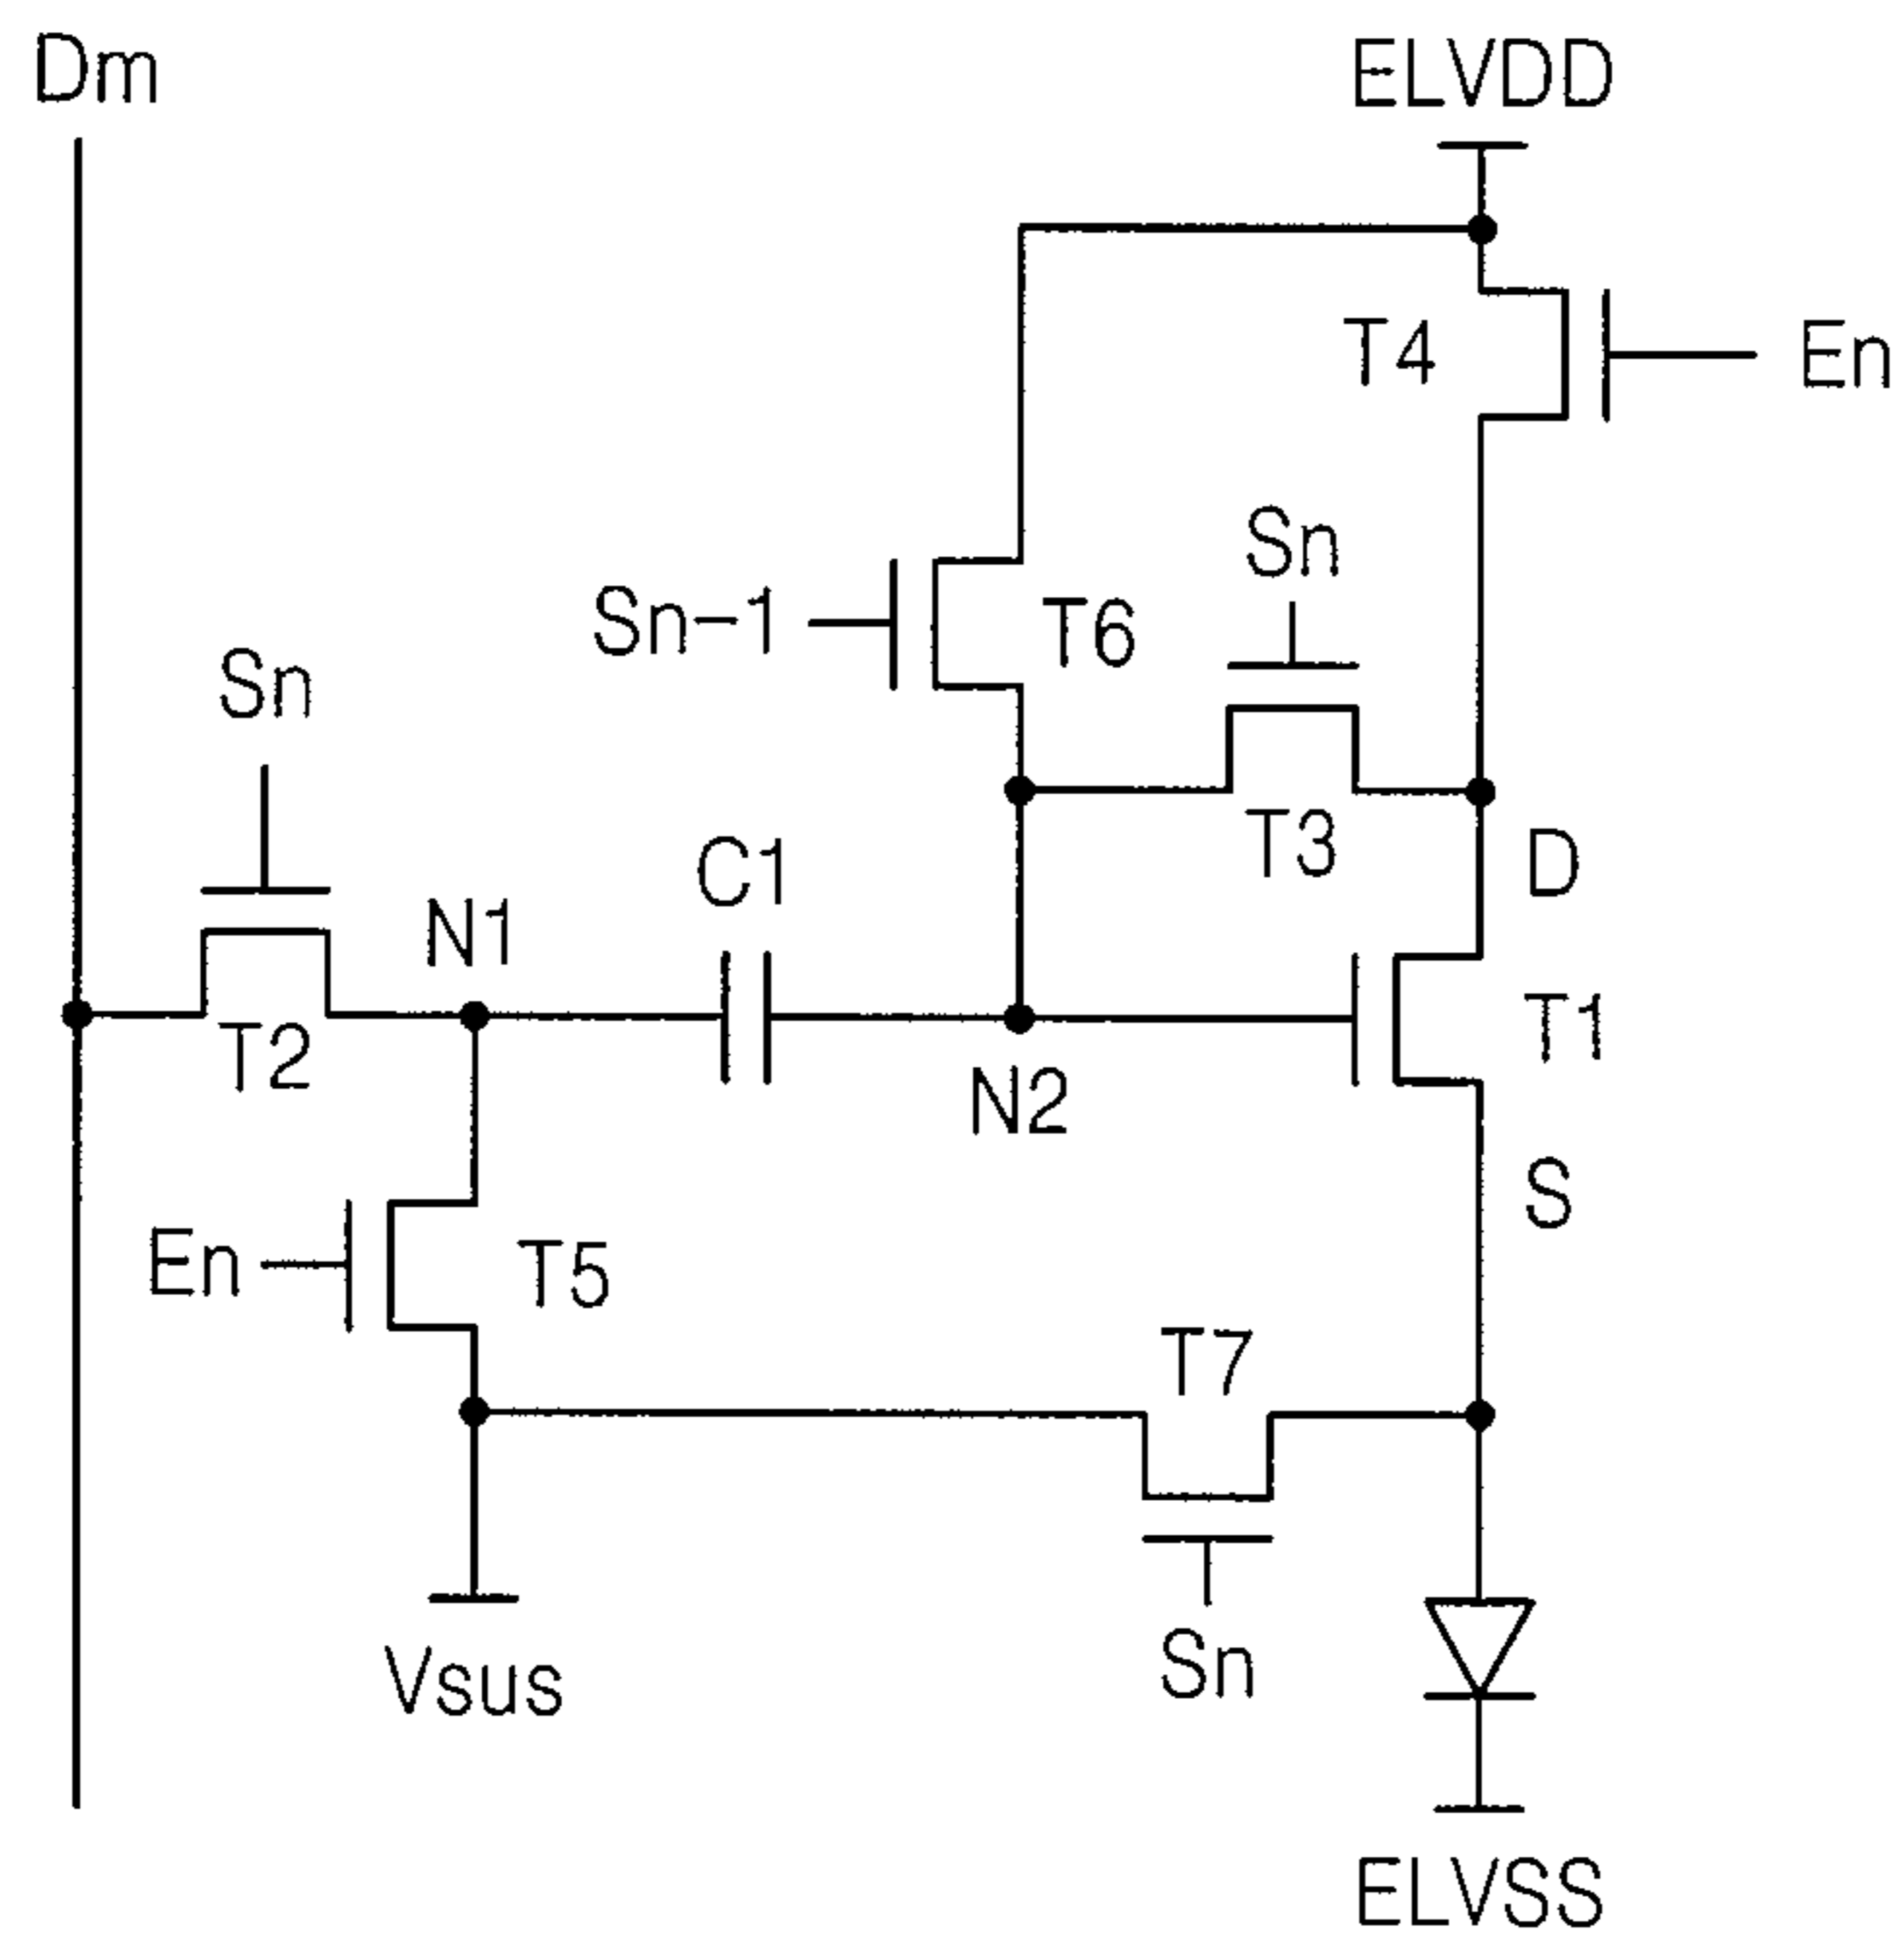 Dm
ELVDD
T4
En
Sn
Sn-1
T6
Sn
T3
C1
D
N1
T1
T2
N2
S
En
T5
T7
Vsus
Sn
ELVSS